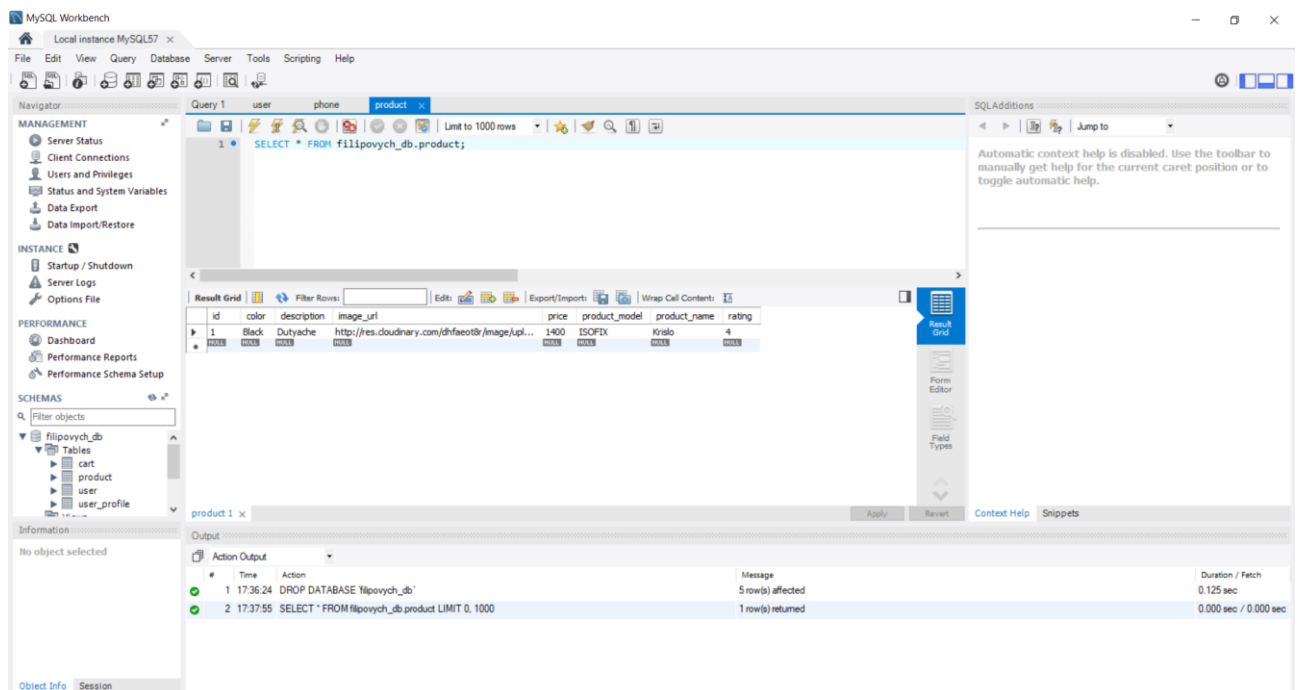 MySQL Workbench
Local instance MySQL57
File Edit View Query Database Server Tools Scripting Help
Navigator
MANAGEMENT
Server Status
Client Connections
Users and Privileges
Status and System Variables
Data Export
Data Import/Restore
INSTANCE
Startup / Shutdown
Server Logs
Options File
PERFORMANCE
Dashboard
Performance Reports
Performance Schema Setup
SCHEMAS
Filter objects
filipovych_db
Tables
cart
product
user
user_profile
Views
Information
No object selected
Object Info Session
Query 1 user phone product
Limit to 1000 rows
1 SELECT * FROM filipovych_db.product;
Result Grid Filter Rows: Edit: Export/Import: Wrap Cell Content:
id color description image_url price product_model product_name rating
1 Black Dutyache http://res.cloudinary.com/dhfaeot8r/image/upl... 1400 ISOFIX Krislo 4
NULL NULL NULL NULL NULL NULL NULL NULL
Result Grid
Form Editor
Field Types
product 1 Apply Revert
SQLAdditions
Jump to
Automatic context help is disabled. Use the toolbar to
manually get help for the current caret position or to
toggle automatic help.
Context Help Snippets
Output
Action Output
# Time Action Message Duration / Fetch
1 17:36:24 DROP DATABASE `filipovych_db` 5 row(s) affected 0.125 sec
2 17:37:55 SELECT * FROM filipovych_db.product LIMIT 0, 1000 1 row(s) returned 0.000 sec / 0.000 sec